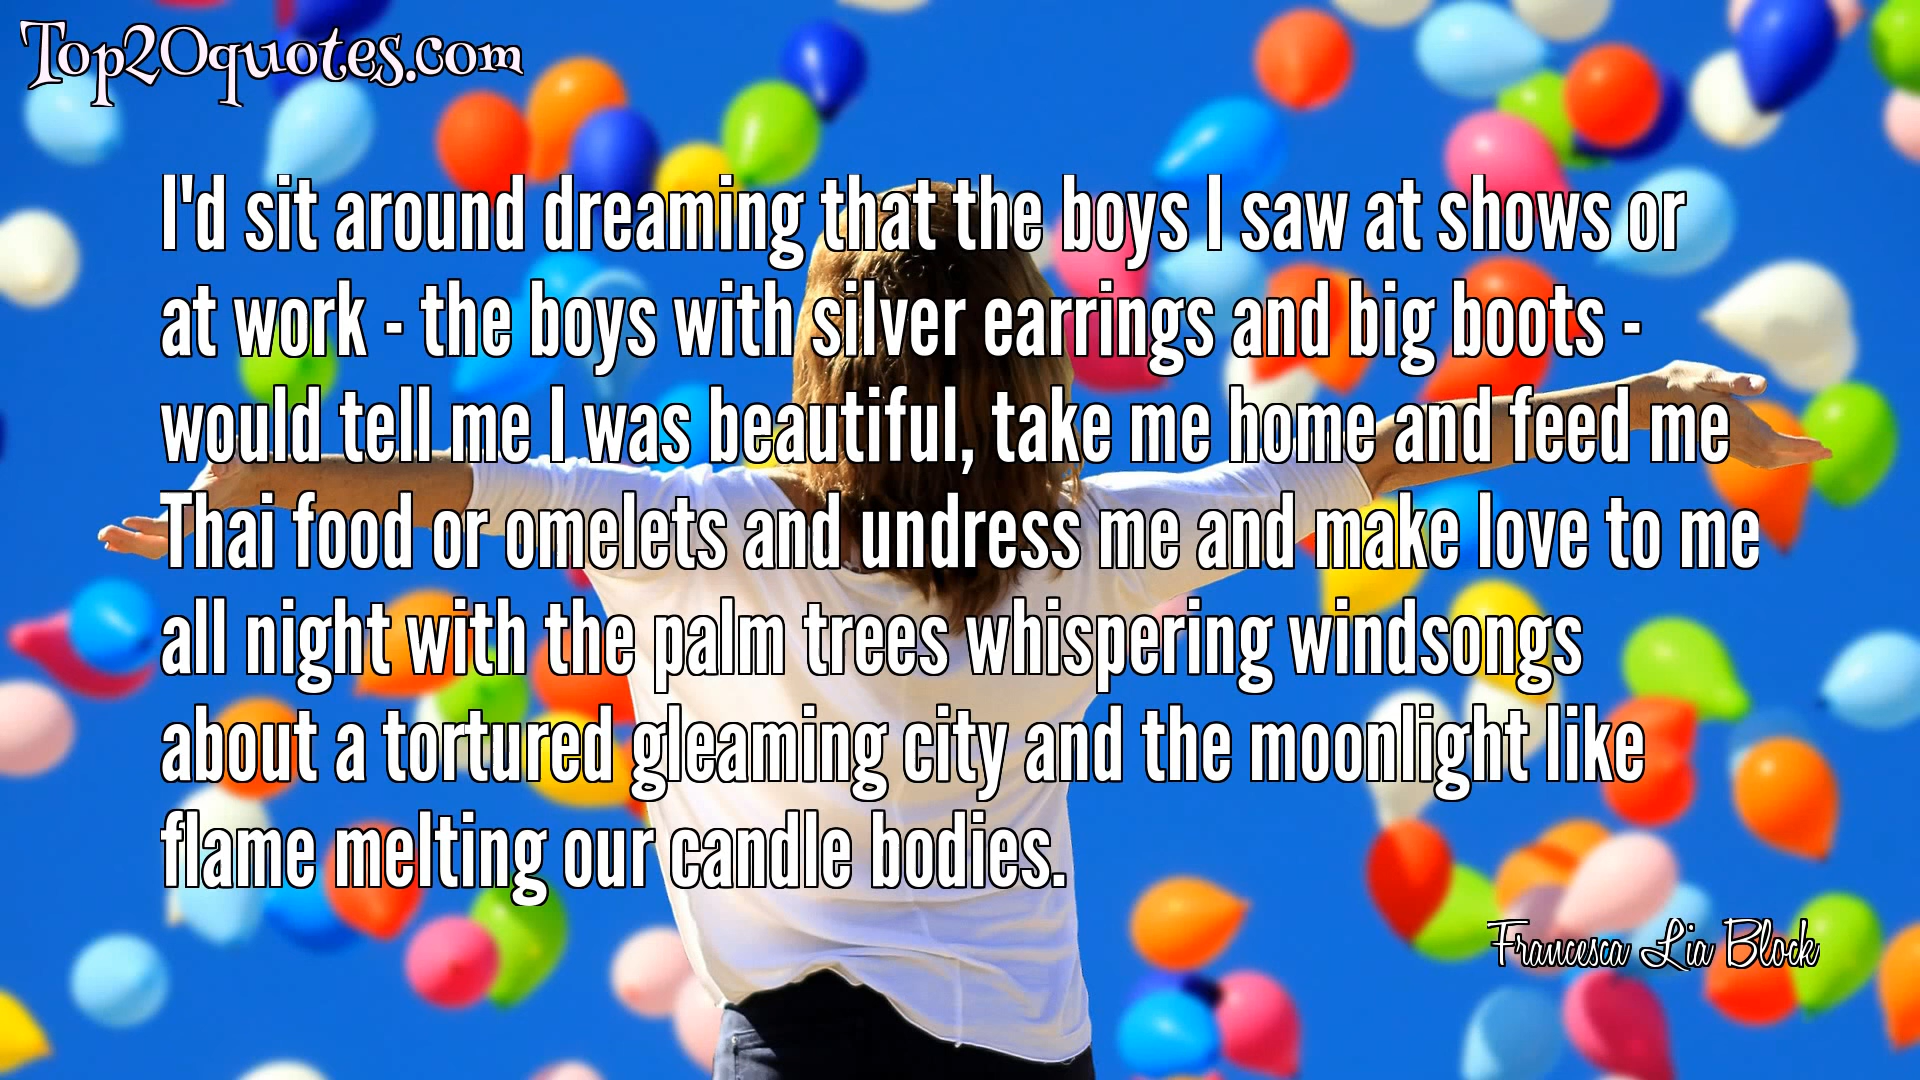 Top20quotes.com
I'd sit around dreaming that the boys I saw at shows or
at work - the boys with silver earrings and big boots -
would tell me I was beautiful, take me home and feed me
Thai food or omelets and undress me and make love to me
all night with the palm trees whispering windsongs
about a tortured gleaming city and the moonlight like
flame melting our candle bodies.
Francesca Lia Block